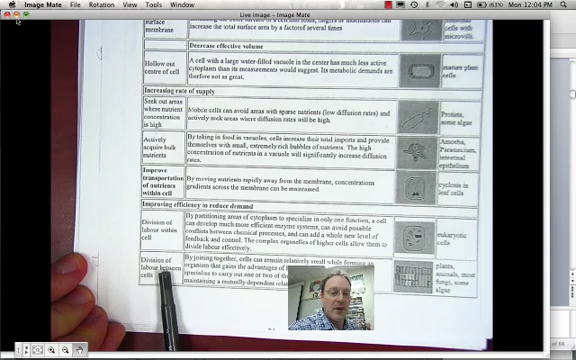 Image Mate File Rotation View Tools Window (63%) Mon 12:04 PM
Live image – Image Mate
surface
membrane
can increase the total surface area by a factor of several times
cells with
microvilli
Decrease effective volume
Hollow out
centre of cell
A cell with a large water-filled vacuole in the center has much less active
cytoplasm than its measurements would suggest. Its metabolic demands are
therfore not as great.
mature plant
cells
Increasing rate of supply
Seek out areas
where nutrient
concentration
is high
Mobile cells can avoid areas with sparse nutrients (low diffusion rates) and
actively seek areas where diffusion rates will be high.
Protista,
some algae
Actively
acquire bulk
nutrients
By taking in food in vacuoles, cells increase their total imports and provide
themselves with small, extremely rich bubbles of nutrients. The high
concentration of nutrients in a vacuole will significantly increase diffusion
rates.
Amoeba,
Paramecium,
intestinal
epithelium
Improve
transportation
of nutrients
within cell
By moving nutrients rapidly away from the membrane, concentrations
gradients across the membrane can be maintained.
cyclosis in
leaf cells
Improving efficiency to reduce demand
Division of
labour within
cell
By partitioning areas of cytoplasm to specialize in only one function, a cell
can develop much more efficient enzyme systems, can avoid possible
conflicts between chemical processes, and can add a whole new level of
feedback and control. The complex organelles of higher cells allow them to
divide labour effectively.
eukaryotic
cells
Division of
labour between
cells
By joining together, cells can remain relatively small while forming an
organism that gains the advantages of
specialize to carry out one or two of the
maintaining a mutually dependent rela
plants,
animals, most
fungi, some
algae